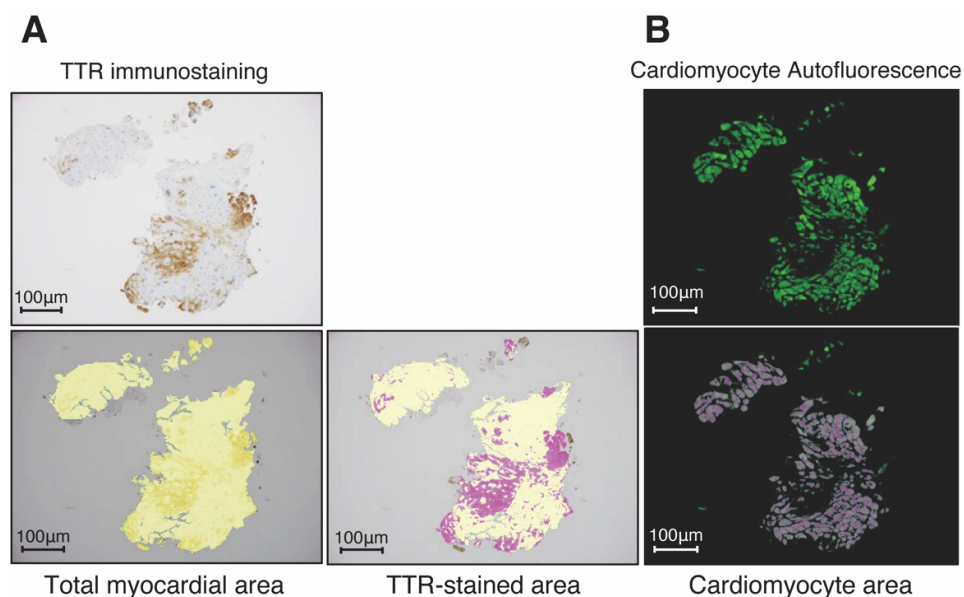 A
B
TTR immunostaining
Cardiomyocyte Autofluorescence
100μm
100μm
100μm
100μm
100μm
Total myocardial area
TTR-stained area
Cardiomyocyte area